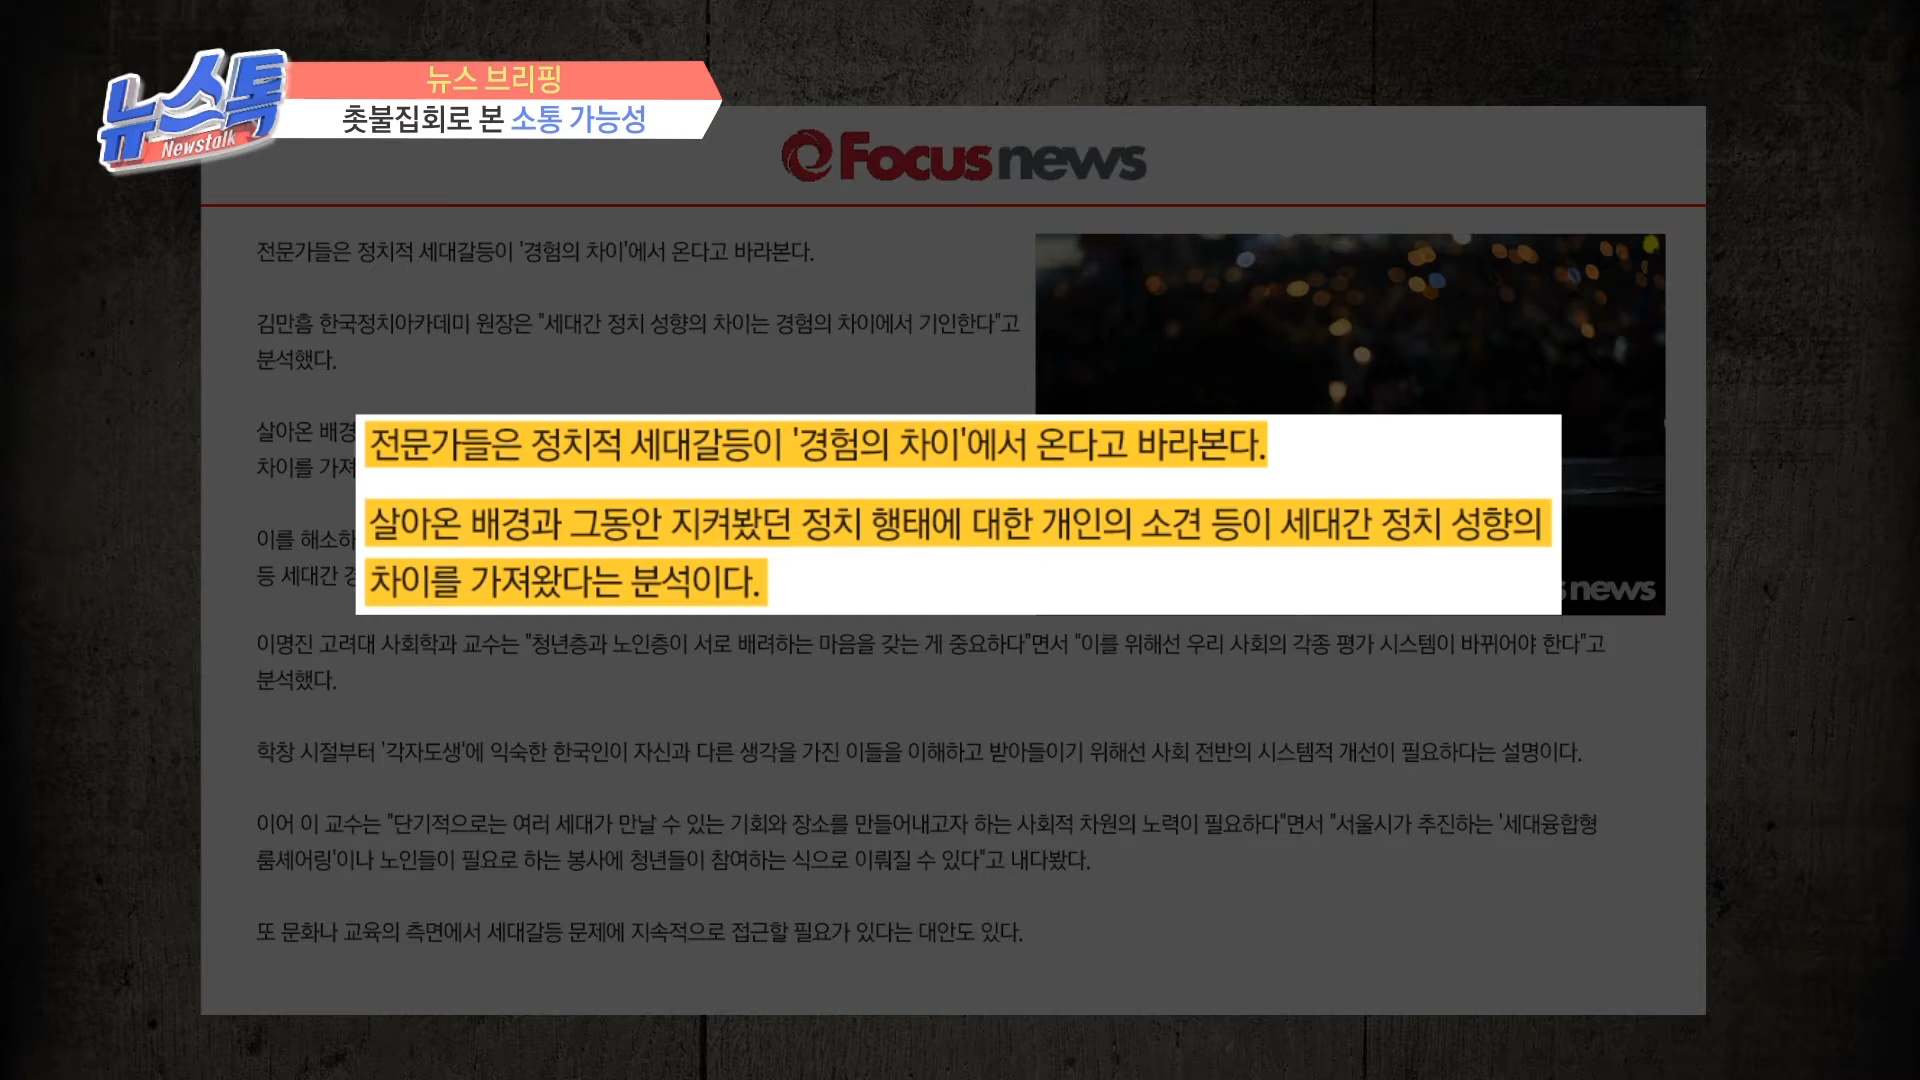 뉴스톡
Newstalk
뉴스 브리핑
촛불집회로 본 소통 가능성
Focus news
전문가들은 정치적 세대갈등이 '경험의 차이'에서 온다고 바라본다.
김만흠 한국정치아카데미 원장은 "세대간 정치 성향의 차이는 경험의 차이에서 기인한다"고
분석했다.
살아온 배경
차이를 가져
전문가들은 정치적 세대갈등이 '경험의 차이'에서 온다고 바라본다.
살아온 배경과 그동안 지켜봤던 정치 행태에 대한 개인의 소견 등이 세대간 정치 성향의
차이를 가져왔다는 분석이다.
이를 해소하
등 세대간
news
이명진 고려대 사회학과 교수는 "청년층과 노인층이 서로 배려하는 마음을 갖는 게 중요하다"면서 "이를 위해선 우리 사회의 각종 평가 시스템이 바뀌어야 한다"고
분석했다.
학창 시절부터 '각자도생'에 익숙한 한국인이 자신과 다른 생각을 가진 이들을 이해하고 받아들이기 위해선 사회 전반의 시스템적 개선이 필요하다는 설명이다.
이어 이 교수는 "단기적으로는 여러 세대가 만날 수 있는 기회와 장소를 만들어내고자 하는 사회적 차원의 노력이 필요하다"면서 "서울시가 추진하는 '세대융합형
룸셰어링'이나 노인들이 필요로 하는 봉사에 청년들이 참여하는 식으로 이뤄질 수 있다"고 내다봤다.
또 문화나 교육의 측면에서 세대갈등 문제에 지속적으로 접근할 필요가 있다는 대안도 있다.